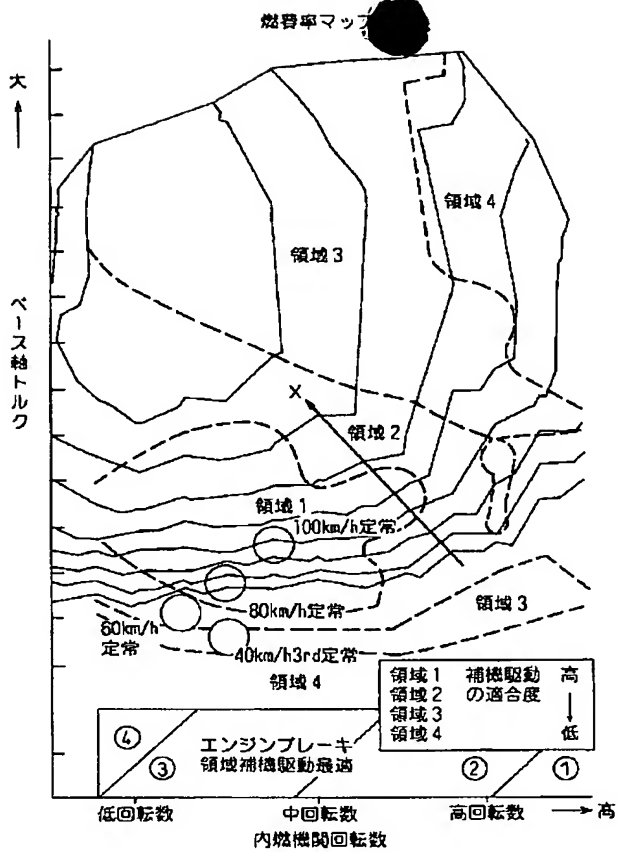 燃費率マップ
大
ベース軸トルク
領域4
領域3
X
領域2
領域1
100km/h定常
80km/h定常
60km/h
定常
40km/h3rd定常
領域3
領域4
領域1 補機駆動 高
領域2 の適合度
領域3
領域4 低
エンジンブレーキ
領域補機駆動最適
④
③
②
①
低回転数 中回転数 高回転数 高
内燃機関回転数